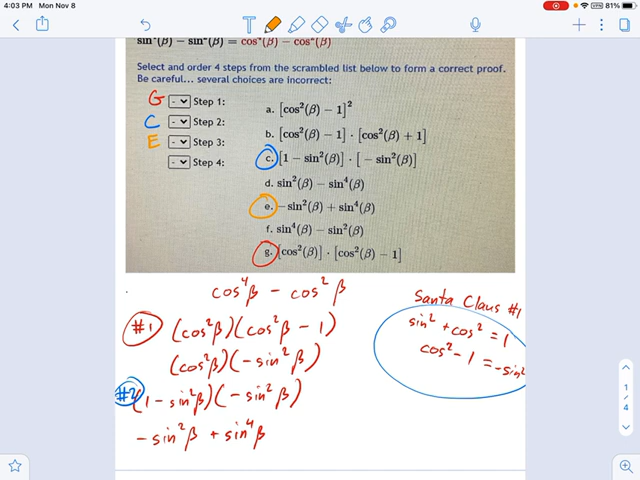 4:03 PM Mon Nov 8
81%
sin⁴(β) − sin²(β) = cos⁴(β) − cos²(β)
Select and order 4 steps from the scrambled list below to form a correct proof.
Be careful... several choices are incorrect:
G - Step 1:
C - Step 2:
E - Step 3:
- Step 4:
a. [cos²(β) − 1]²
b. [cos²(β) − 1] · [cos²(β) + 1]
c. [1 − sin²(β)] · [− sin²(β)]
d. sin²(β) − sin⁴(β)
e. − sin²(β) + sin⁴(β)
f. sin⁴(β) − sin²(β)
g. [cos²(β)] · [cos²(β) − 1]
cos⁴β − cos²β
#1 (cos²β)(cos²β − 1)
(cos²β)(−sin²β)
#2 (1 − sin²β)(−sin²β)
−sin²β + sin⁴β
Santa Claus #1
sin² + cos² = 1
cos² − 1 = −sin²
1
/
4